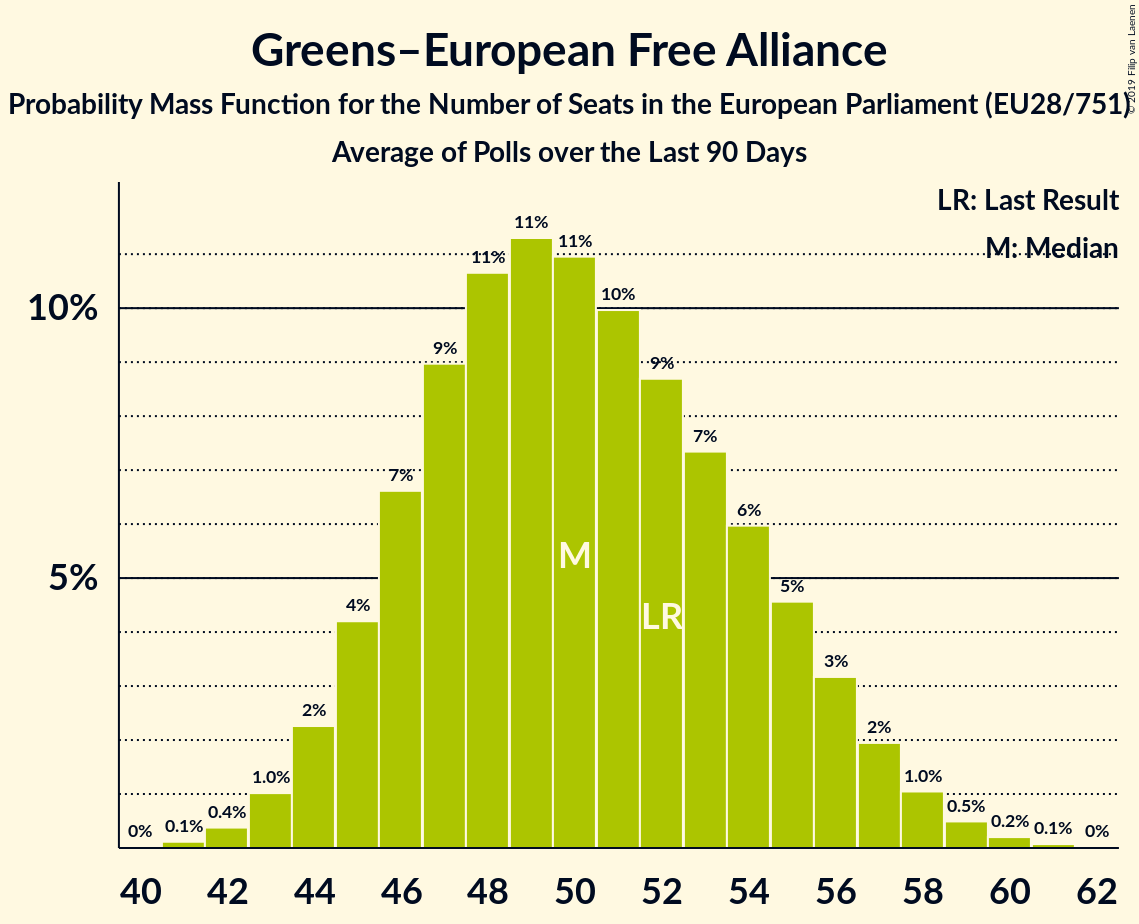 Greens–European Free Alliance
Probability Mass Function for the Number of Seats in the European Parliament (EU28/751)
Average of Polls over the Last 90 Days
© 2019 Filip van Laenen
LR: Last Result
M: Median
10%
5%
0%
0.1%
0.4%
1.0%
2%
4%
7%
9%
11%
11%
11%
10%
9%
7%
6%
5%
3%
2%
1.0%
0.5%
0.2%
0.1%
0%
M
LR
40 42 44 46 48 50 52 54 56 58 60 62